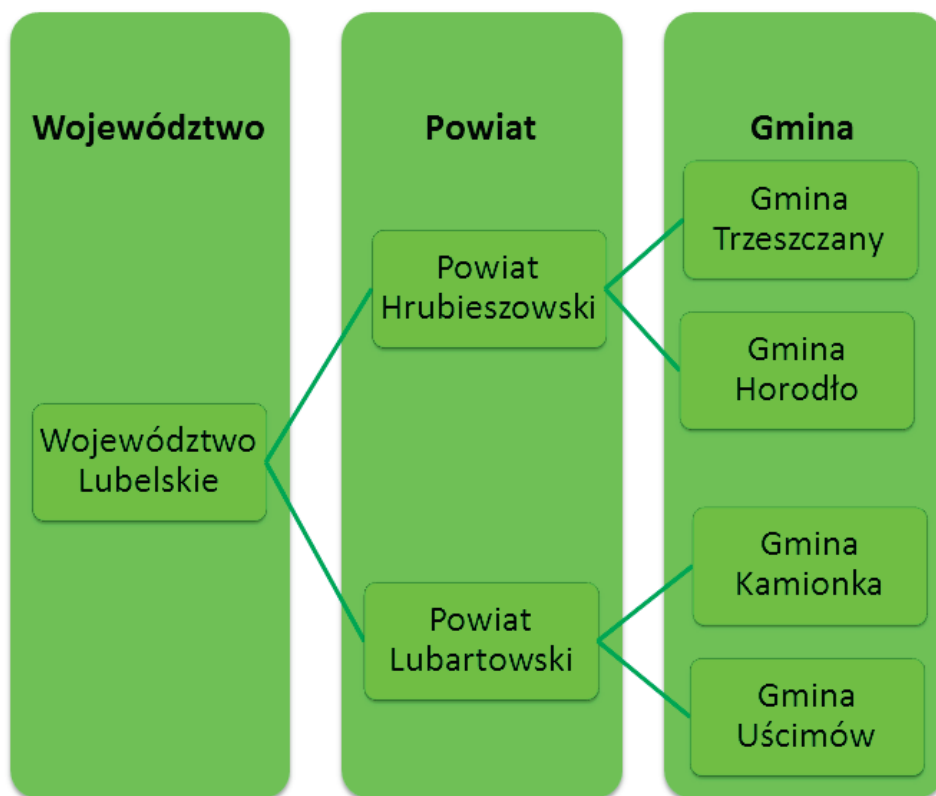 Województwo
Powiat
Gmina
Województwo
Lubelskie
Powiat
Hrubieszowski
Powiat
Lubartowski
Gmina
Trzeszczany
Gmina
Horodło
Gmina
Kamionka
Gmina
Uścimów